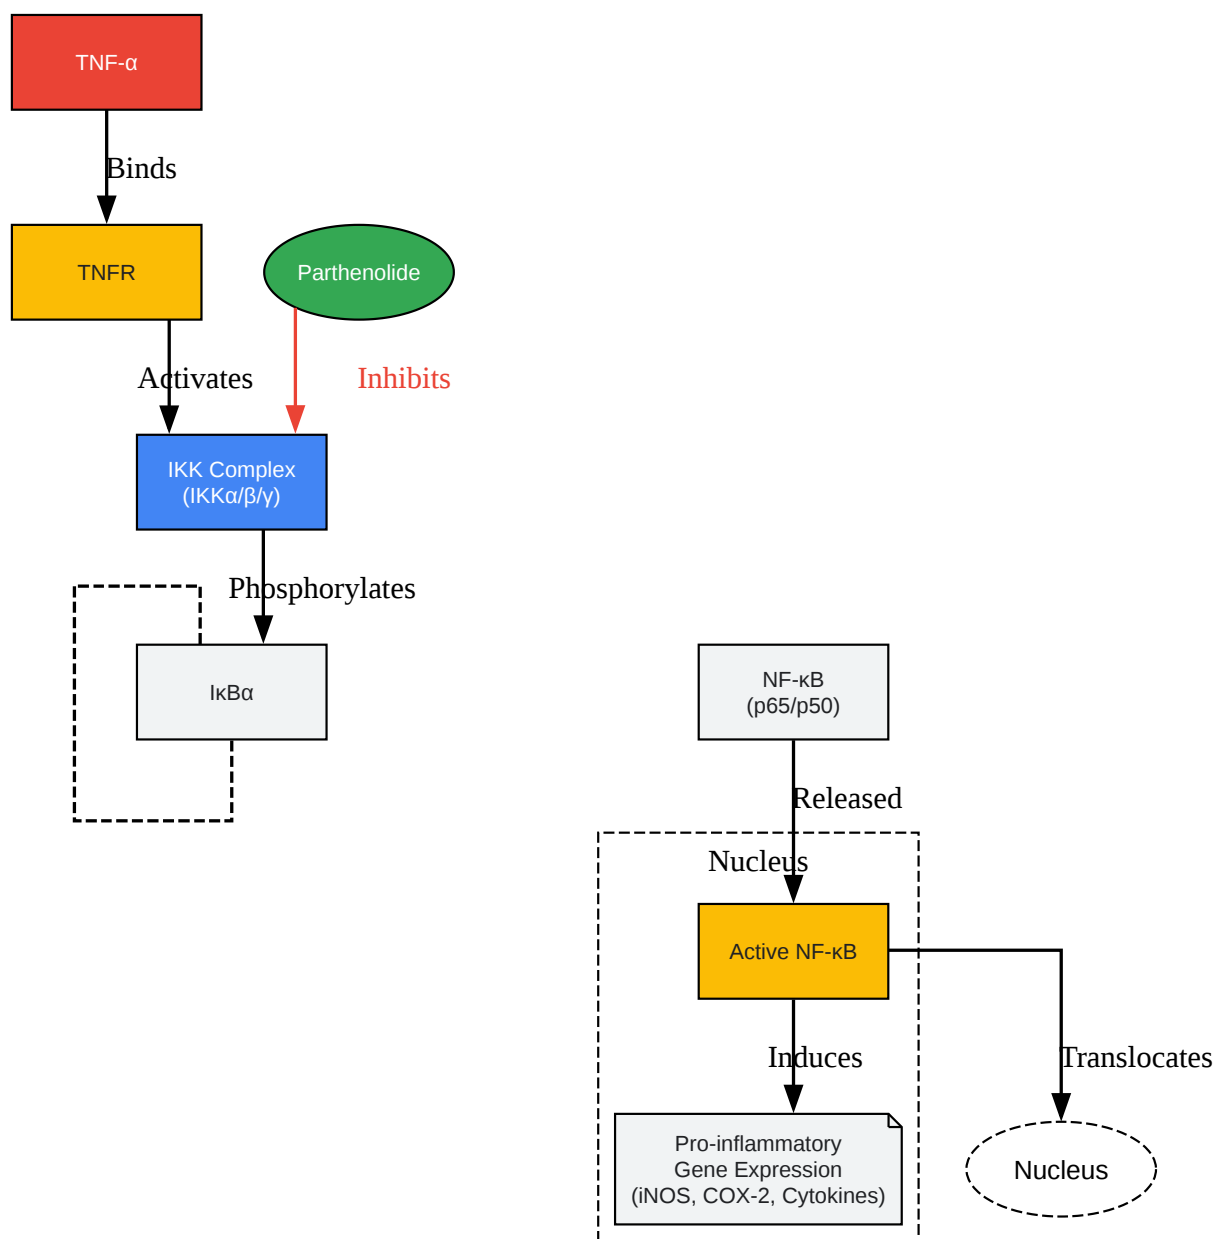 TNF-α
Binds
TNFR
Parthenolide
Activates
Inhibits
IKK Complex
(IKKα/β/γ)
Phosphorylates
IκBα
NF-κB
(p65/p50)
Released
Nucleus
Active NF-κB
Induces
Translocates
Pro-inflammatory
Gene Expression
(iNOS, COX-2, Cytokines)
Nucleus